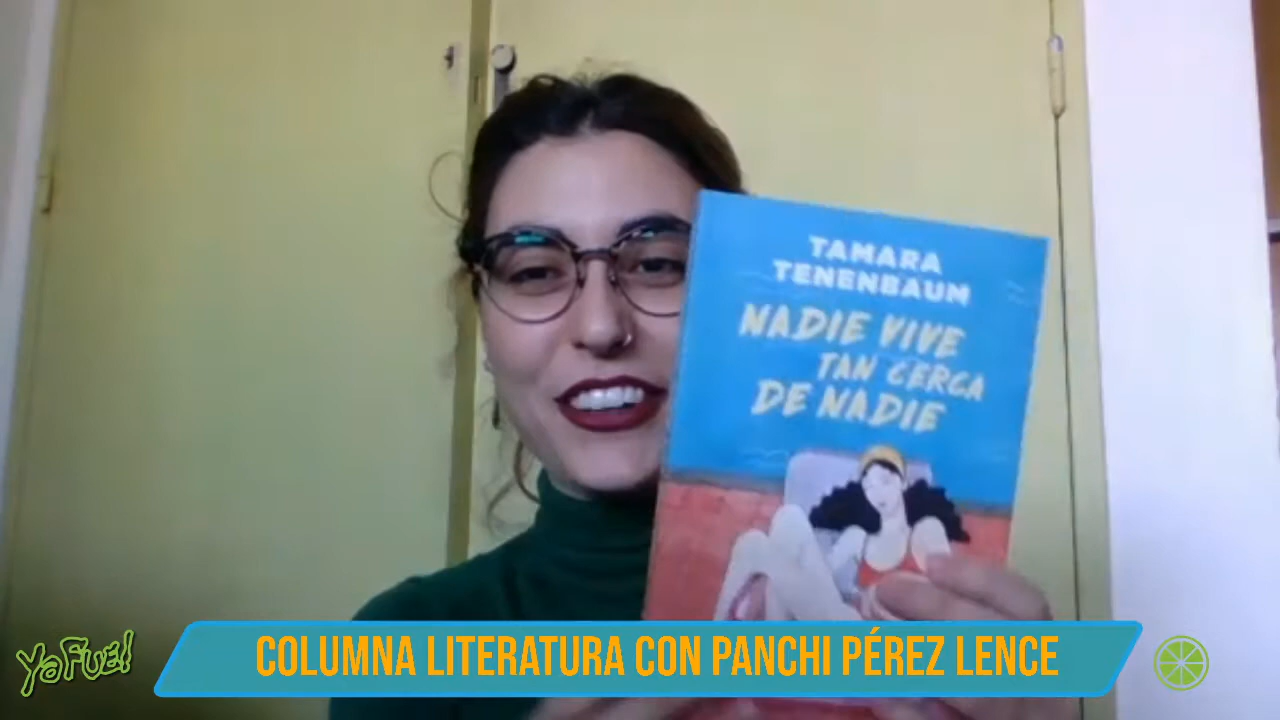 TAMARA
TENENBAUM
NADIE VIVE
TAN CERCA
DE NADIE
YaFue!
COLUMNA LITERATURA CON PANCHI PÉREZ LENCE